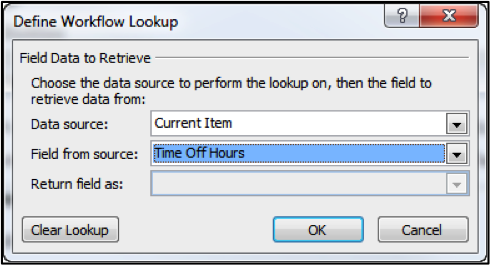 Define Workflow Lookup
?
Field Data to Retrieve
Choose the data source to perform the lookup on, then the field to
retrieve data from:
Data source: Current Item
Field from source: Time Off Hours
Return field as:
Clear Lookup OK Cancel